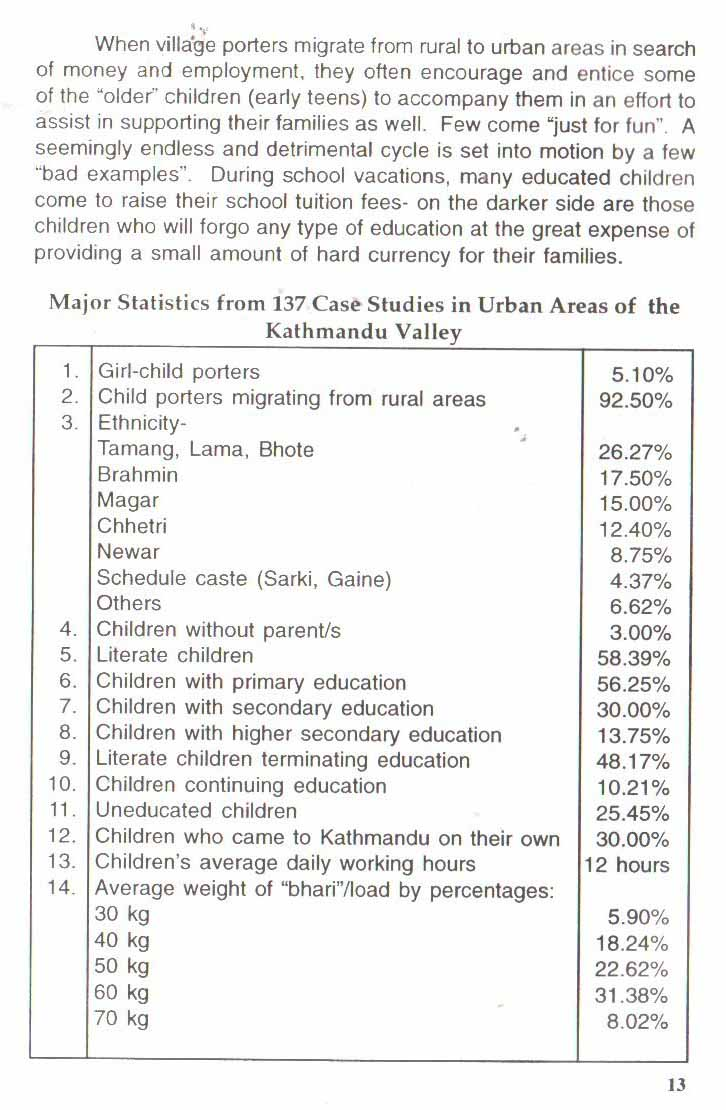 When village porters migrate from rural to urban areas in search
of money and employment, they often encourage and entice some
of the “older” children (early teens) to accompany them in an effort to
assist in supporting their families as well. Few come “just for fun”. A
seemingly endless and detrimental cycle is set into motion by a few
“bad examples”. During school vacations, many educated children
come to raise their school tuition fees- on the darker side are those
children who will forgo any type of education at the great expense of
providing a small amount of hard currency for their families.
Major Statistics from 137 Case Studies in Urban Areas of the
Kathmandu Valley
1. Girl-child porters 5.10%
2. Child porters migrating from rural areas 92.50%
3. Ethnicity-
Tamang, Lama, Bhote 26.27%
Brahmin 17.50%
Magar 15.00%
Chhetri 12.40%
Newar 8.75%
Schedule caste (Sarki, Gaine) 4.37%
Others 6.62%
4. Children without parent/s 3.00%
5. Literate children 58.39%
6. Children with primary education 56.25%
7. Children with secondary education 30.00%
8. Children with higher secondary education 13.75%
9. Literate children terminating education 48.17%
10. Children continuing education 10.21%
11. Uneducated children 25.45%
12. Children who came to Kathmandu on their own 30.00%
13. Children's average daily working hours 12 hours
14. Average weight of “bhari”/load by percentages:
30 kg 5.90%
40 kg 18.24%
50 kg 22.62%
60 kg 31.38%
70 kg 8.02%
13